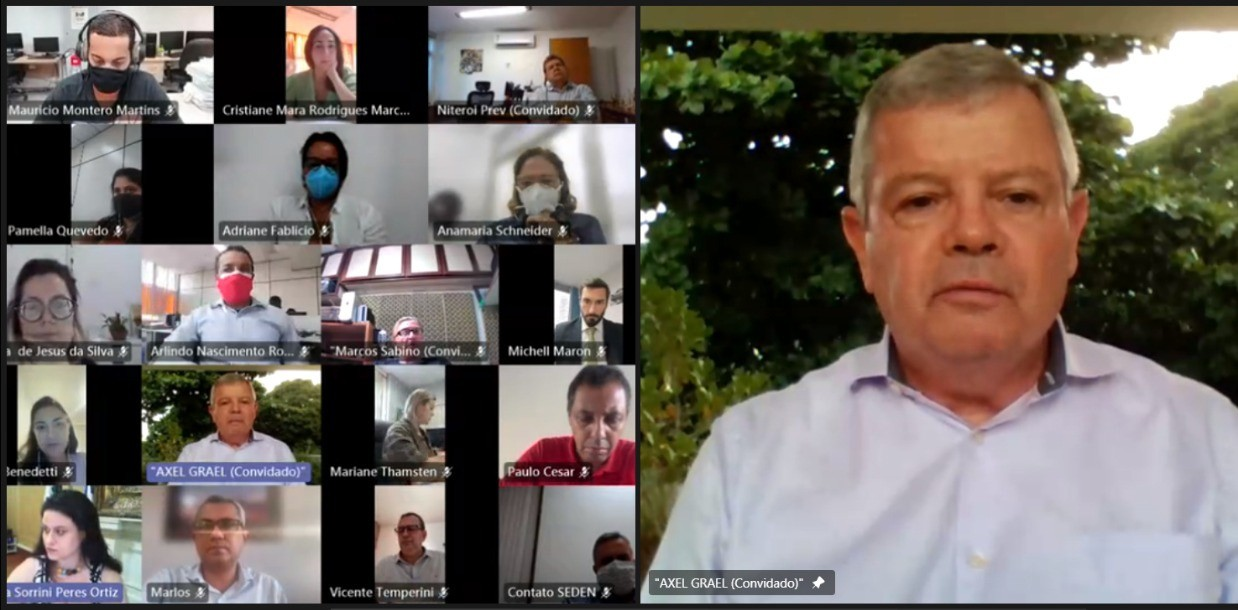 Mauricio Montero Martins
Cristiane Mara Rodrigues Marc...
Niteroi Prev (Convidado)
Pamella Quevedo
Adriane Fablicio
Anamaria Schneider
de Jesus da Silva
Arlindo Nascimento Ro...
"Marcos Sabino (Convi...
Michell Maron
Benedetti
"AXEL GRAEL (Convidado)"
Mariane Thamsten
Paulo Cesar
a Sorrini Peres Ortiz
Marlos
Vicente Temperini
Contato SEDEN
"AXEL GRAEL (Convidado)"